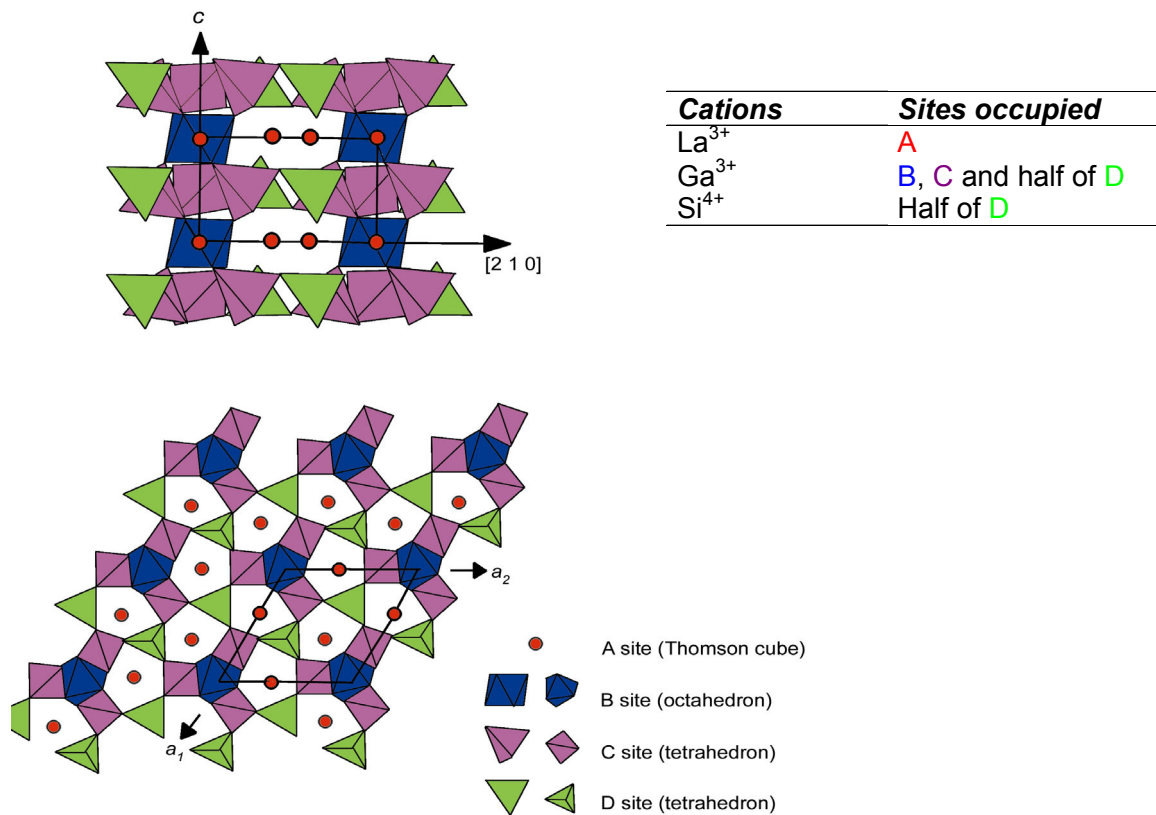 c
[2 1 0]
Cations Sites occupied
La³⁺ A
Ga³⁺ B, C and half of D
Si⁴⁺ Half of D
a₂
a₁
A site (Thomson cube)
B site (octahedron)
C site (tetrahedron)
D site (tetrahedron)